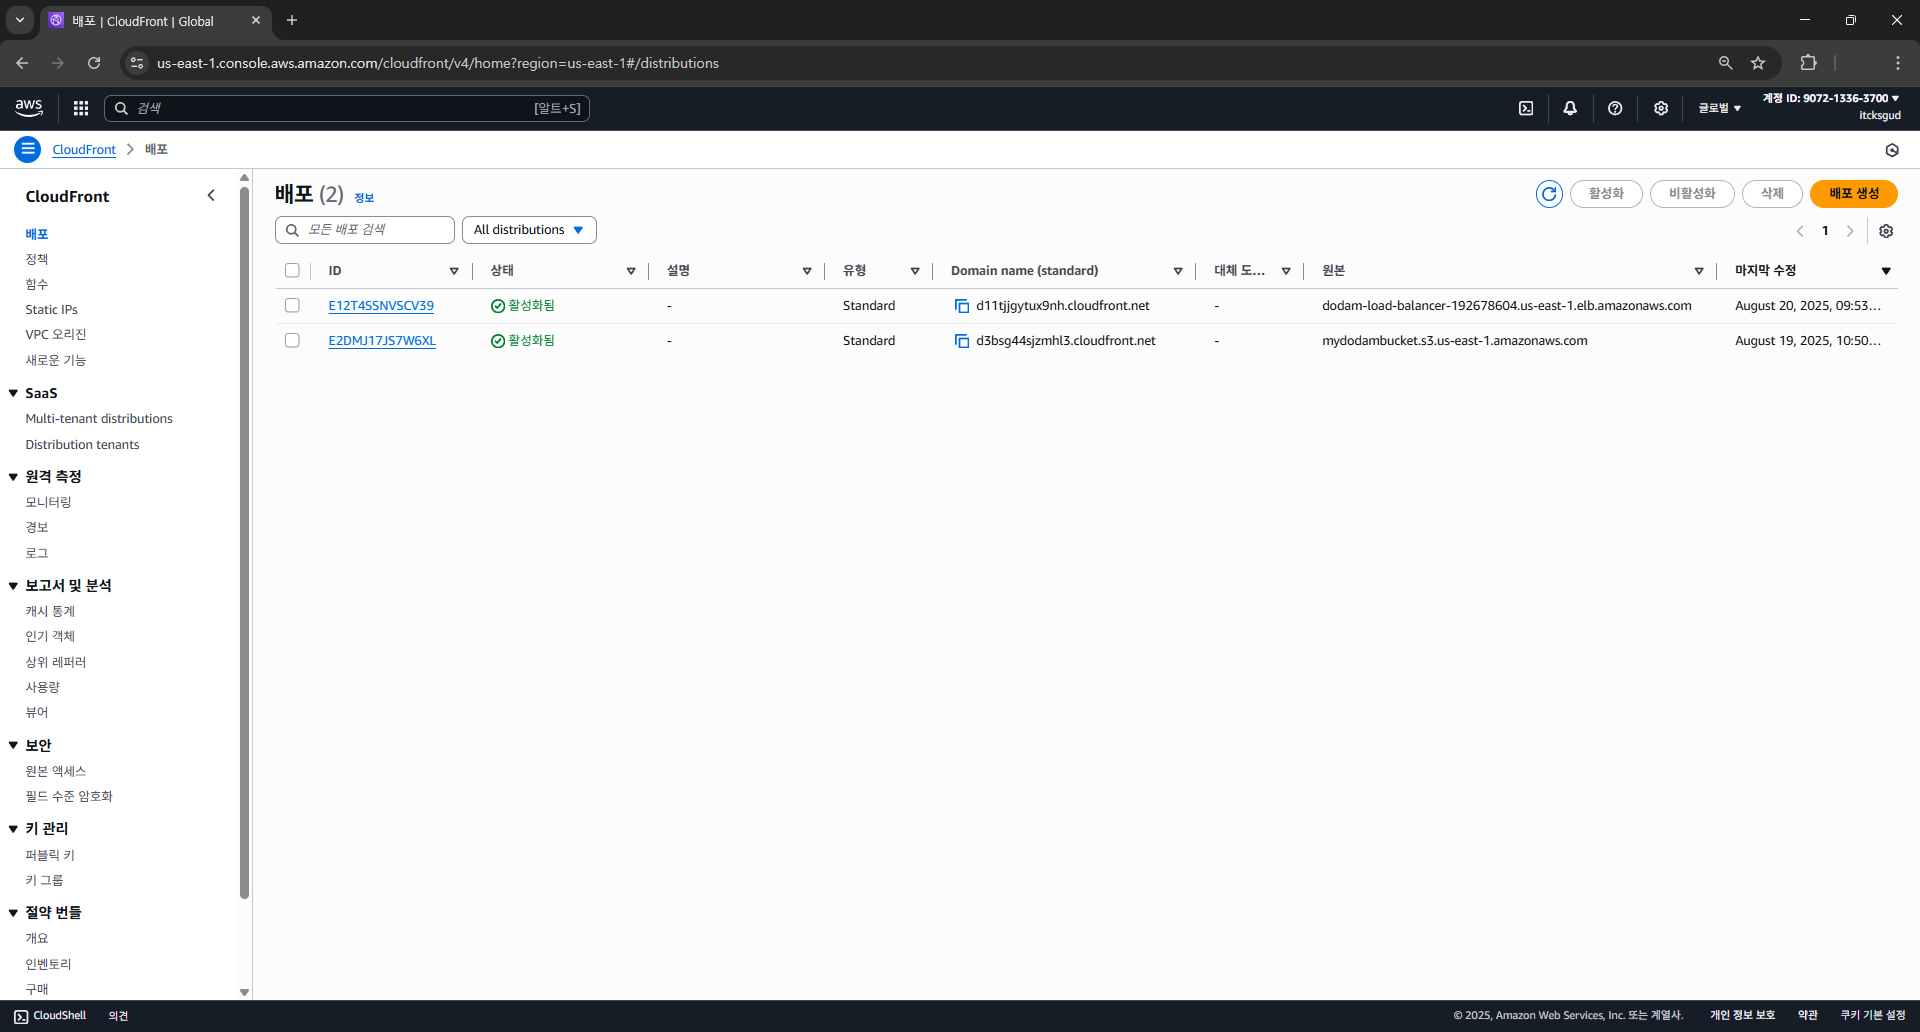 배포 | CloudFront | Global
us-east-1.console.aws.amazon.com/cloudfront/v4/home?region=us-east-1#/distributions
aws
검색
[알트+S]
글로벌
계정 ID: 9072-1336-3700
itcksgud
CloudFront
배포
CloudFront
배포
정책
함수
Static IPs
VPC 오리진
새로운 기능
SaaS
Multi-tenant distributions
Distribution tenants
원격 측정
모니터링
경보
로그
보고서 및 분석
캐시 통계
인기 객체
상위 레퍼러
사용량
뷰어
보안
원본 액세스
필드 수준 암호화
키 관리
퍼블릭 키
키 그룹
절약 번들
개요
인벤토리
구매
배포 (2) 정보
활성화
비활성화
삭제
배포 생성
모든 배포 검색
All distributions
1
ID 상태 설명 유형 Domain name (standard) 대체 도... 원본 마지막 수정
E12T4SSNVSCV39 활성화됨 - Standard d11tjjgytux9nh.cloudfront.net - dodam-load-balancer-192678604.us-east-1.elb.amazonaws.com August 20, 2025, 09:53...
E2DMJ17JS7W6XL 활성화됨 - Standard d3bsg44sjzmhl3.cloudfront.net - mydodambucket.s3.us-east-1.amazonaws.com August 19, 2025, 10:50...
CloudShell
의견
© 2025, Amazon Web Services, Inc. 또는 계열사.
개인 정보 보호
약관
쿠키 기본 설정